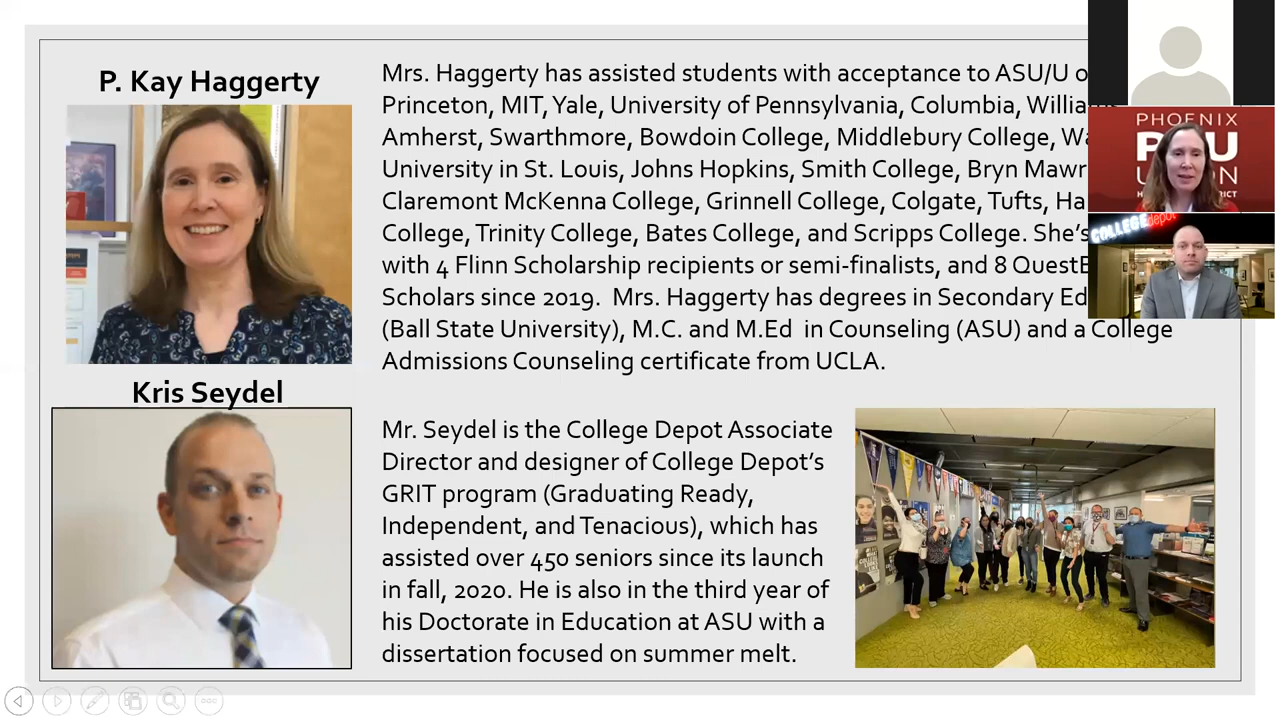 P. Kay Haggerty
Mrs. Haggerty has assisted students with acceptance to ASU/U o
Princeton, MIT, Yale, University of Pennsylvania, Columbia, Williams
Amherst, Swarthmore, Bowdoin College, Middlebury College, Wa
University in St. Louis, Johns Hopkins, Smith College, Bryn Mawr
Claremont McKenna College, Grinnell College, Colgate, Tufts, Ha
College, Trinity College, Bates College, and Scripps College. She's
with 4 Flinn Scholarship recipients or semi-finalists, and 8 QuestB
Scholars since 2019. Mrs. Haggerty has degrees in Secondary Ed
(Ball State University), M.C. and M.Ed in Counseling (ASU) and a College
Admissions Counseling certificate from UCLA.
Kris Seydel
Mr. Seydel is the College Depot Associate
Director and designer of College Depot's
GRIT program (Graduating Ready,
Independent, and Tenacious), which has
assisted over 450 seniors since its launch
in fall, 2020. He is also in the third year of
his Doctorate in Education at ASU with a
dissertation focused on summer melt.
PHOENIX
COLLEGE depot